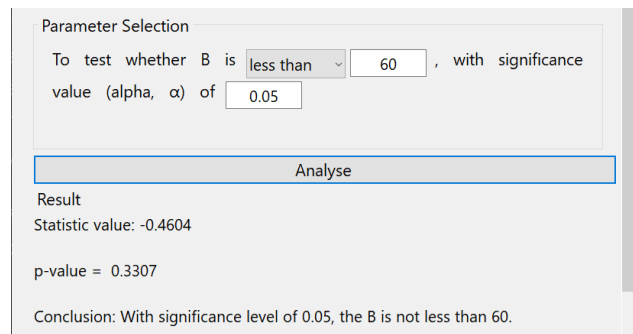 Parameter Selection
To test whether B is less than 60 , with significance
value (alpha, α) of 0.05
Analyse
Result
Statistic value: -0.4604
p-value = 0.3307
Conclusion: With significance level of 0.05, the B is not less than 60.